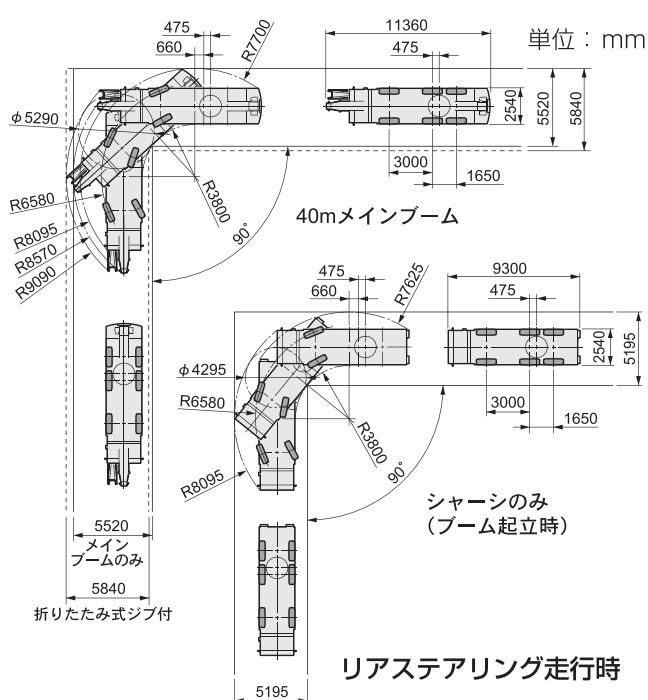 475
660
R7700
11360
475
単位：mm
φ5290
2540
5520
5840
3000
1650
R6580
R8095
R8570
R9090
R3800
90°
40mメインブーム
475
660
R7625
9300
475
φ4295
R6580
2540
5195
3000
1650
R8095
R3800
90°
シャーシのみ
（ブーム起立時）
5520
メイン
ブームのみ
5840
折りたたみ式ジブ付
リアステアリング走行時
5195